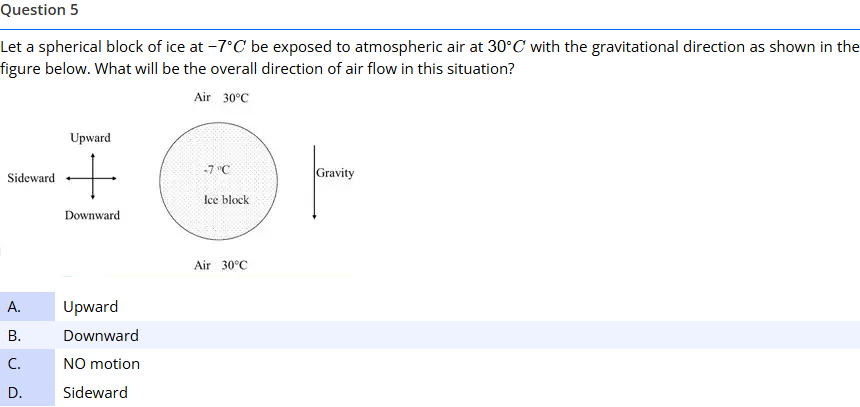 Question 5
Let a spherical block of ice at −7°C be exposed to atmospheric air at 30°C with the gravitational direction as shown in the
figure below. What will be the overall direction of air flow in this situation?
Air 30°C
Upward
Sideward
-7 °C
Gravity
Ice block
Downward
Air 30°C
A. Upward
B. Downward
C. NO motion
D. Sideward